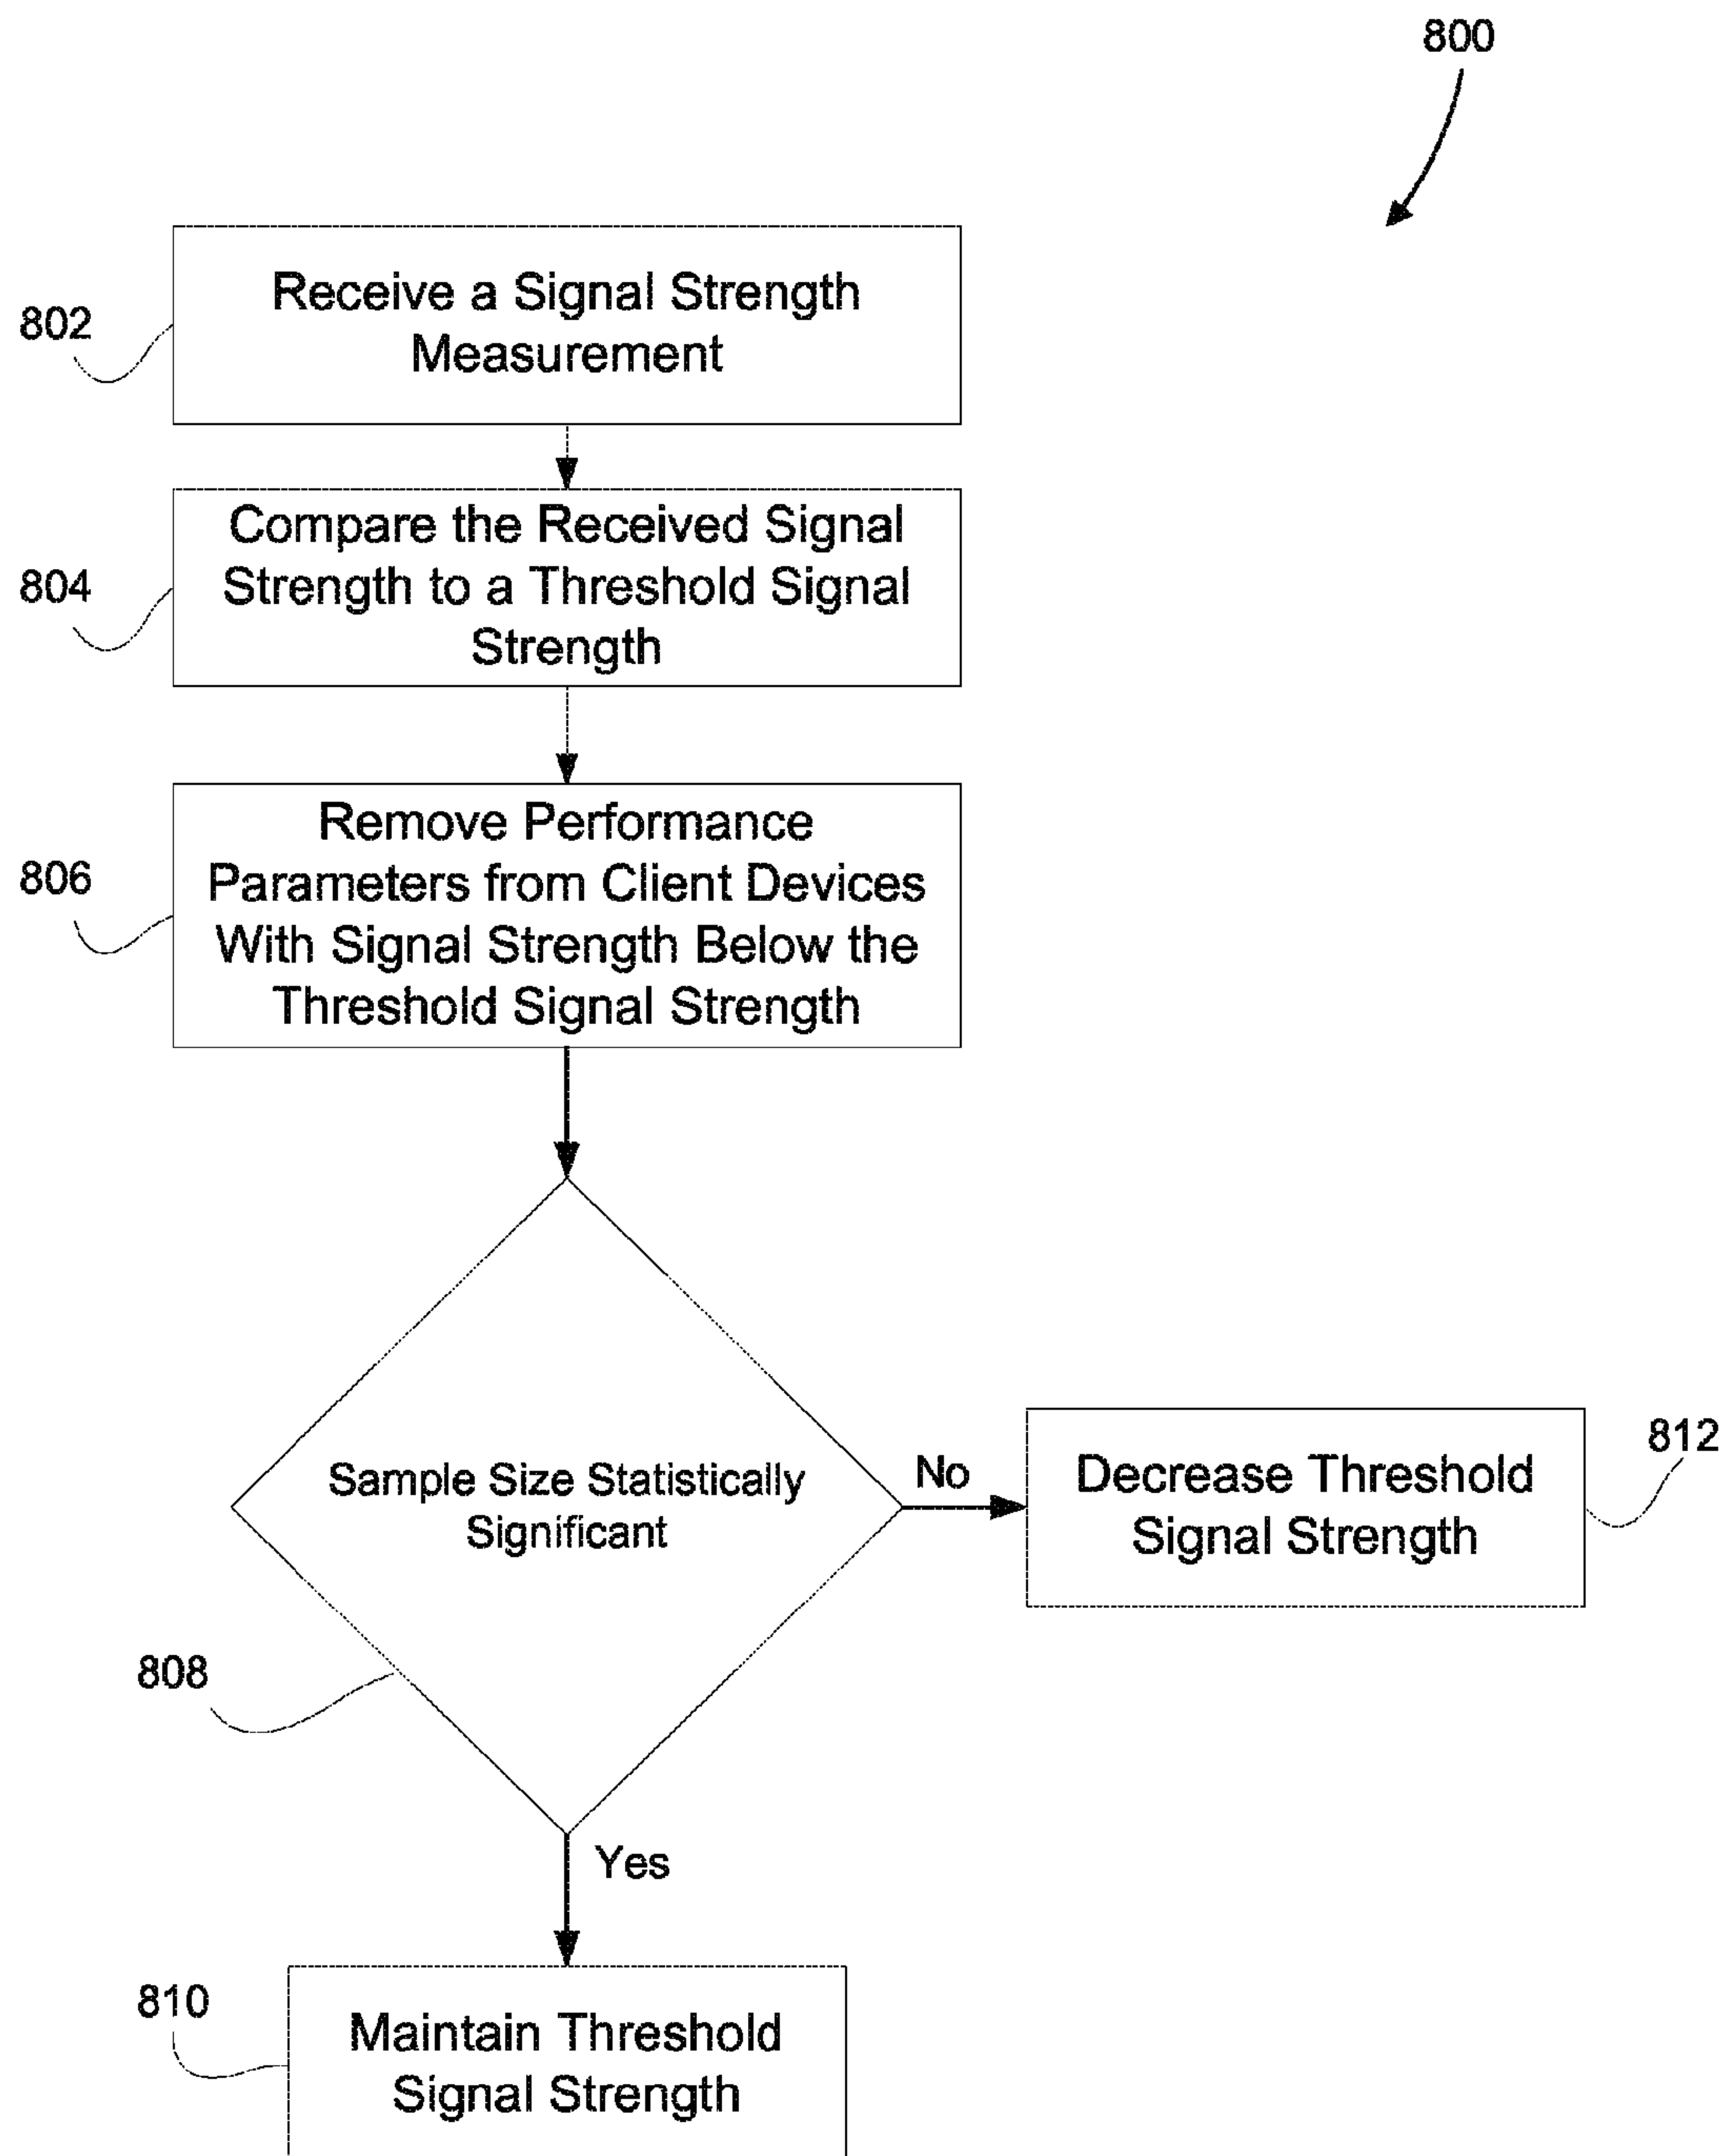 800
802
Receive a Signal Strength
Measurement
804
Compare the Received Signal
Strength to a Threshold Signal
Strength
806
Remove Performance
Parameters from Client Devices
With Signal Strength Below the
Threshold Signal Strength
808
Sample Size Statistically
Significant
No
812
Decrease Threshold
Signal Strength
Yes
810
Maintain Threshold
Signal Strength